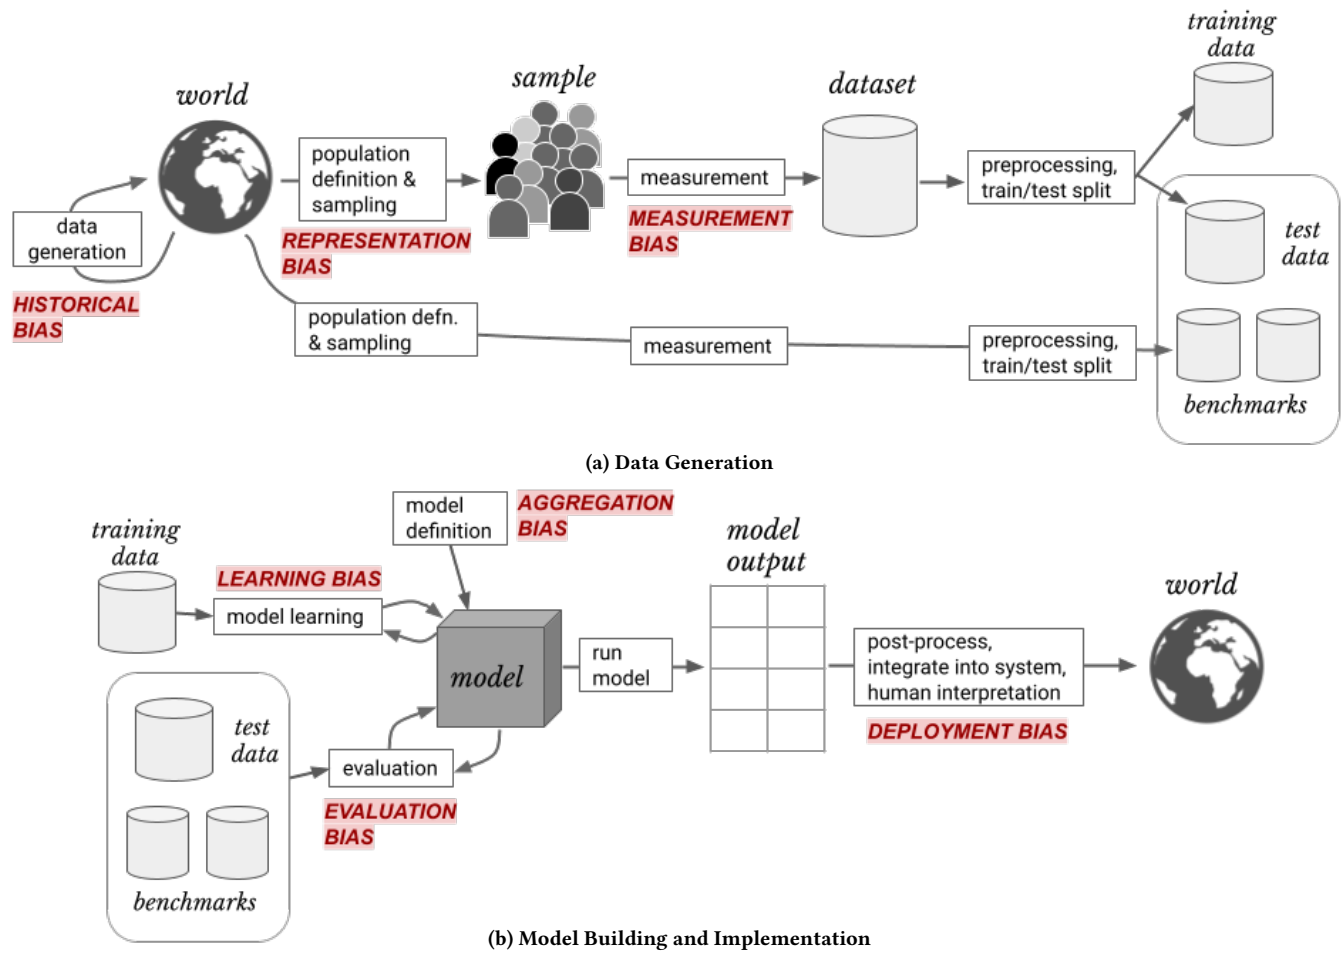 training
data
sample
dataset
world
population
definition &
sampling
measurement
preprocessing,
train/test split
data
generation
REPRESENTATION
BIAS
MEASUREMENT
BIAS
test
data
HISTORICAL
BIAS
population defn.
& sampling
measurement
preprocessing,
train/test split
benchmarks
(a) Data Generation
training
data
model
definition
AGGREGATION
BIAS
model
output
LEARNING BIAS
model learning
world
model
run
model
post-process,
integrate into system,
human interpretation
DEPLOYMENT BIAS
test
data
evaluation
EVALUATION
BIAS
benchmarks
(b) Model Building and Implementation